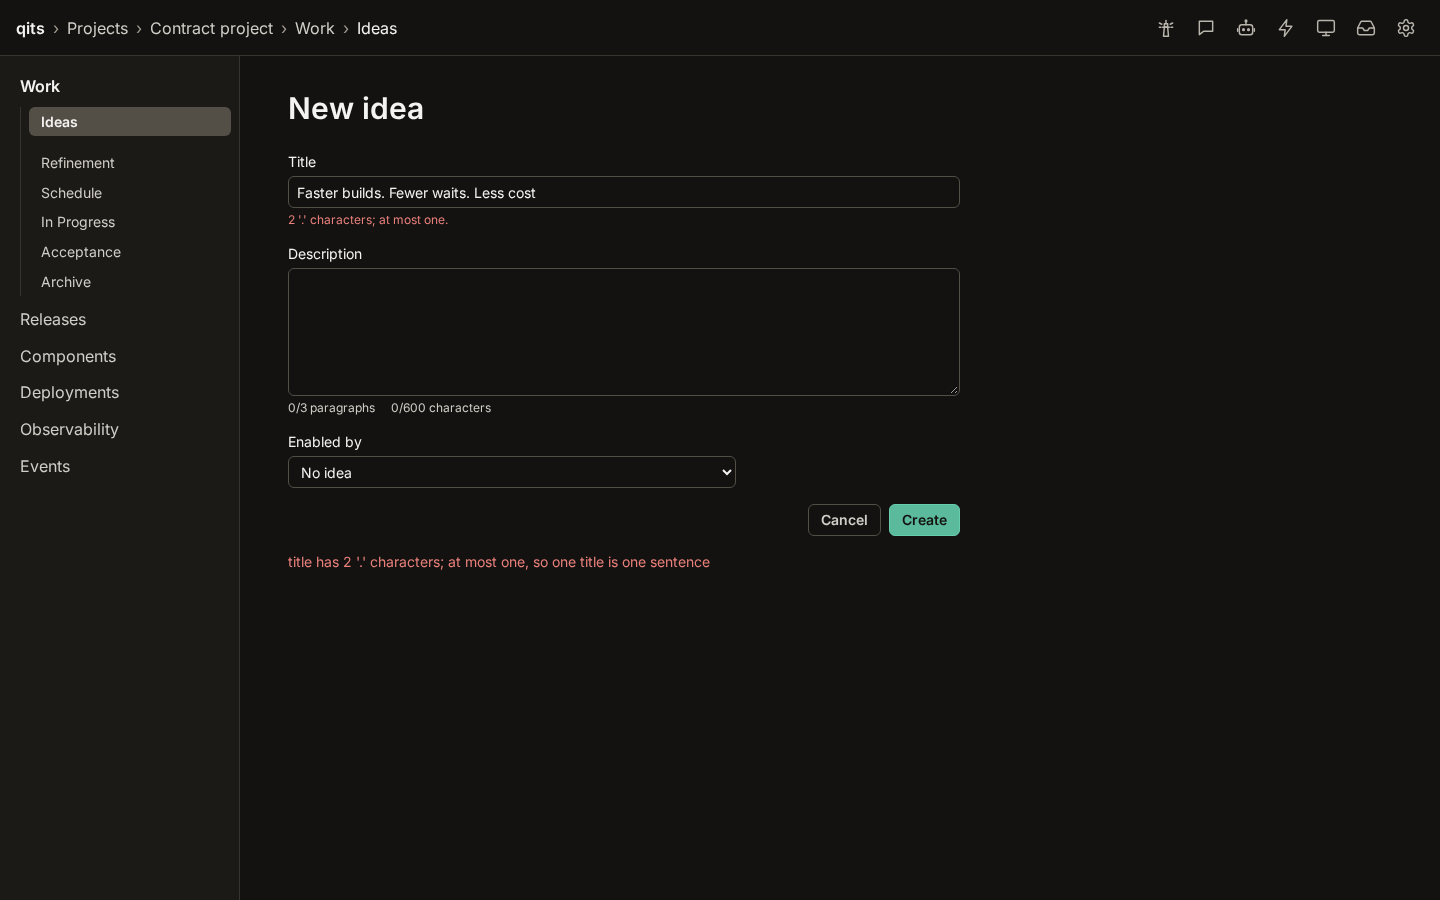 qits › Projects › Contract project › Work › Ideas
Work
Ideas
Refinement
Schedule
In Progress
Acceptance
Archive
Releases
Components
Deployments
Observability
Events
New idea
Title
Faster builds. Fewer waits. Less cost
2 '.' characters; at most one.
Description
0/3 paragraphs 0/600 characters
Enabled by
No idea
Cancel Create
title has 2 '.' characters; at most one, so one title is one sentence